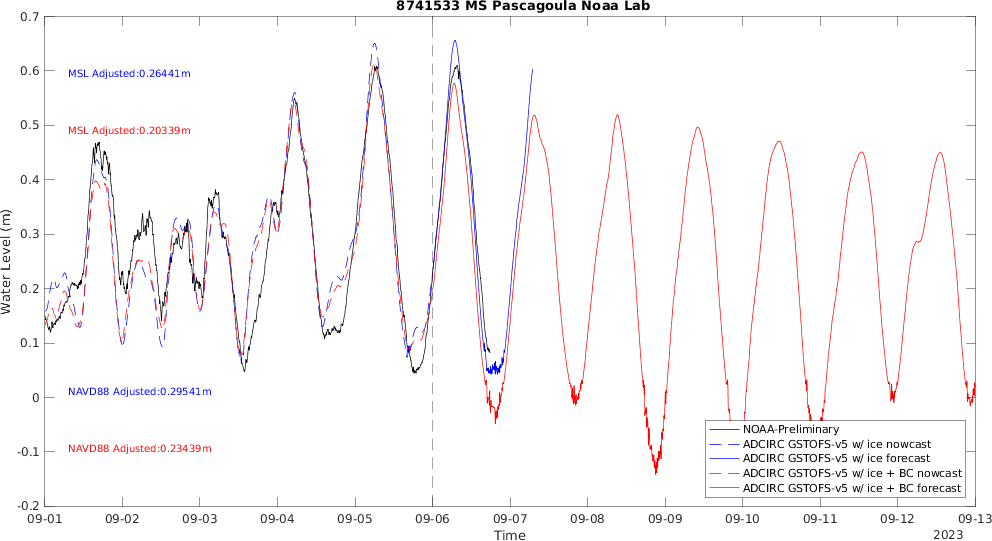 8741533 MS Pascagoula Noaa Lab
0.7
0.6
0.5
0.4
0.3
0.2
0.1
0
-0.1
-0.2
Water Level (m)
MSL Adjusted:0.26441m
MSL Adjusted:0.20339m
NAVD88 Adjusted:0.29541m
NAVD88 Adjusted:0.23439m
NOAA-Preliminary
ADCIRC GSTOFS-v5 w/ ice nowcast
ADCIRC GSTOFS-v5 w/ ice forecast
ADCIRC GSTOFS-v5 w/ ice + BC nowcast
ADCIRC GSTOFS-v5 w/ ice + BC forecast
09-01 09-02 09-03 09-04 09-05 09-06 09-07 09-08 09-09 09-10 09-11 09-12 09-13
Time
2023